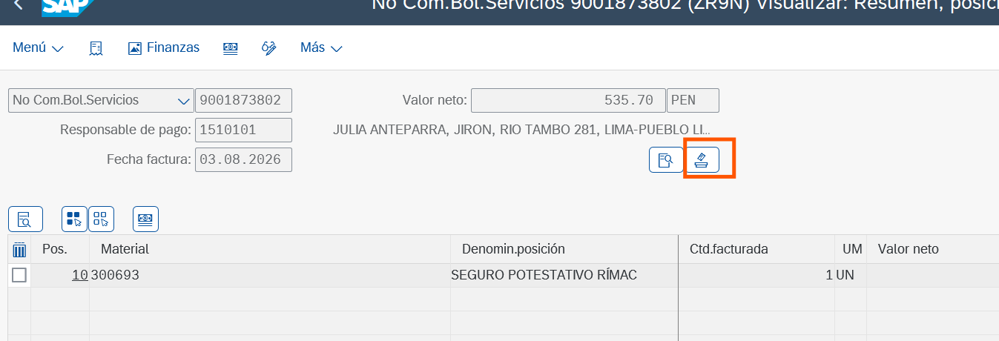 SAP
No Com.Bol.Servicios 9001873802 (ZR9N) Visualizar: Resumen, posici
Menú Finanzas Más
No Com.Bol.Servicios 9001873802 Valor neto: 535.70 PEN
Responsable de pago: 1510101 JULIA ANTEPARRA, JIRON, RIO TAMBO 281, LIMA-PUEBLO LI...
Fecha factura: 03.08.2026
Pos. Material Denomin.posición Ctd.facturada UM Valor neto
10 300693 SEGURO POTESTATIVO RÍMAC 1 UN